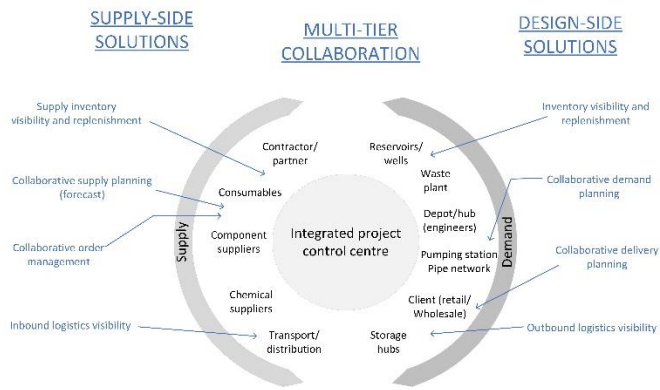 SUPPLY-SIDE
SOLUTIONS
MULTI-TIER
COLLABORATION
DESIGN-SIDE
SOLUTIONS
Supply inventory
visibility and replenishment
Collaborative supply planning
(forecast)
Collaborative order
management
Inbound logistics visibility
Supply
Contractor/
partner
Consumables
Component
suppliers
Chemical
suppliers
Transport/
distribution
Integrated project
control centre
Reservoirs/
wells
Waste
plant
Depot/hub
(engineers)
Pumping station
Pipe network
Client (retail/
Wholesale)
Storage
hubs
Demand
Inventory visibility and
replenishment
Collaborative demand
planning
Collaborative delivery
planning
Outbound logistics visibility